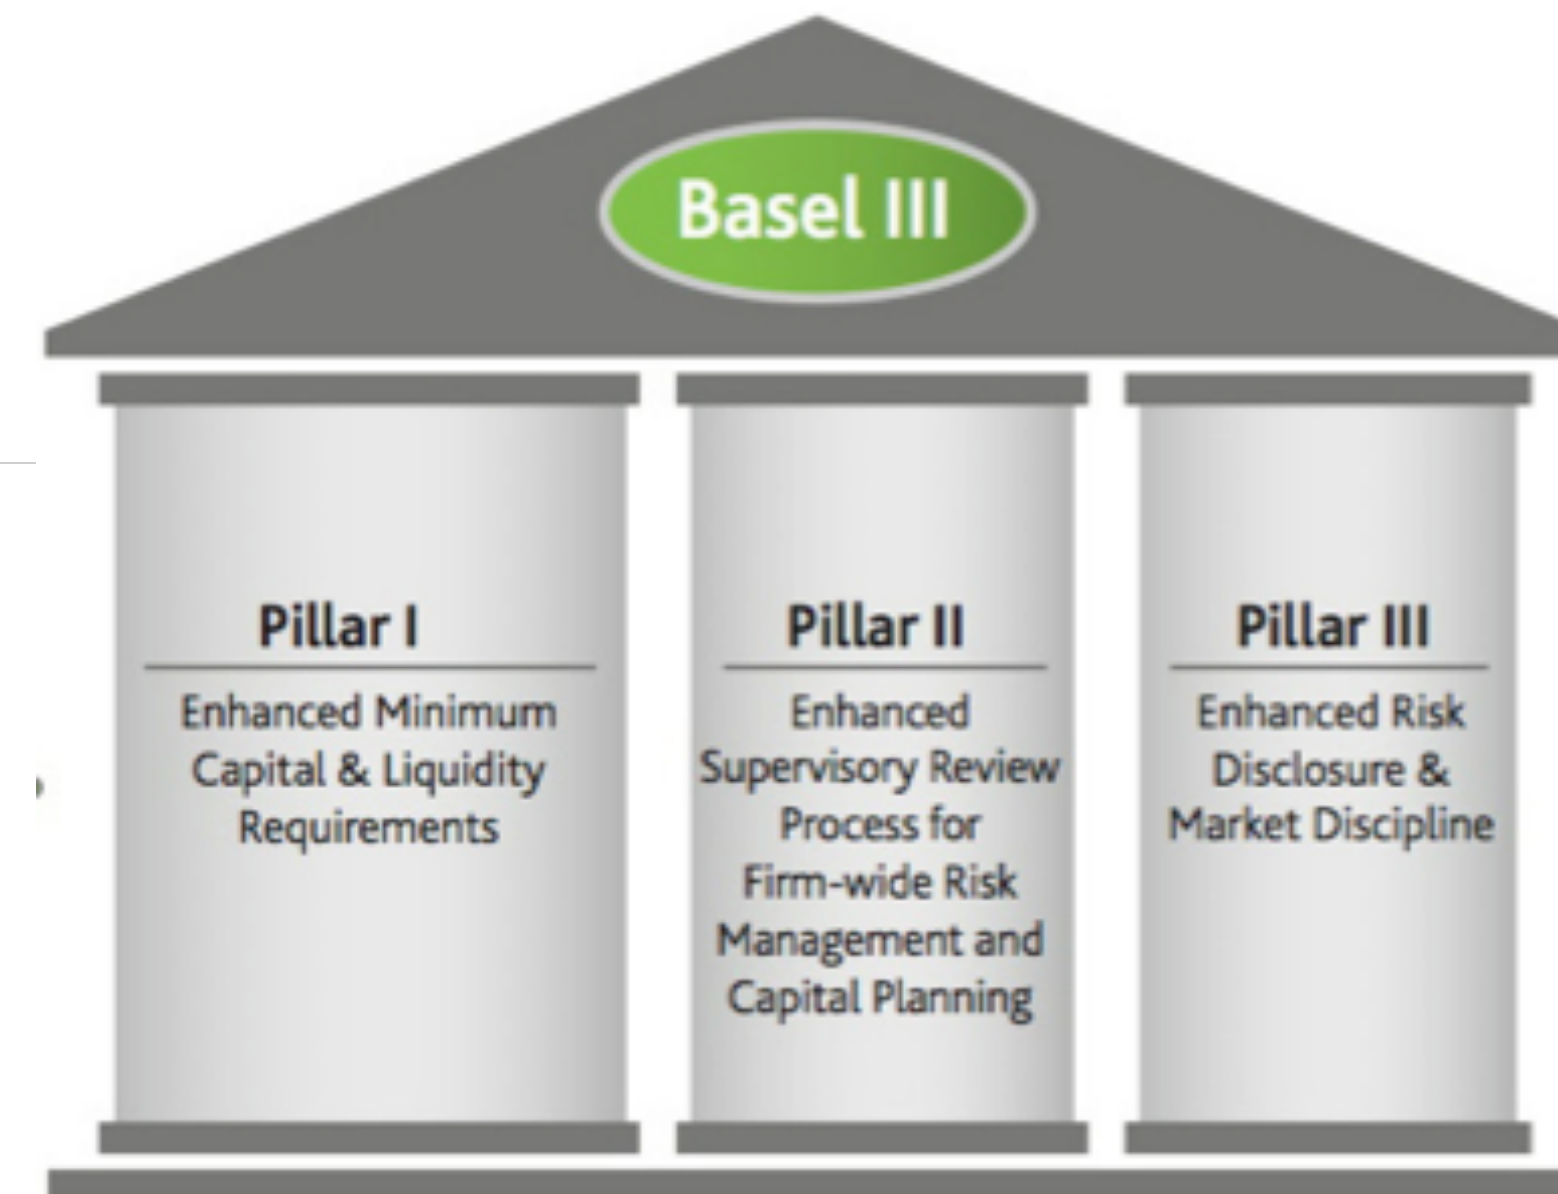 Basel III
Pillar I
Enhanced Minimum
Capital & Liquidity
Requirements
Pillar II
Enhanced
Supervisory Review
Process for
Firm-wide Risk
Management and
Capital Planning
Pillar III
Enhanced Risk
Disclosure &
Market Discipline